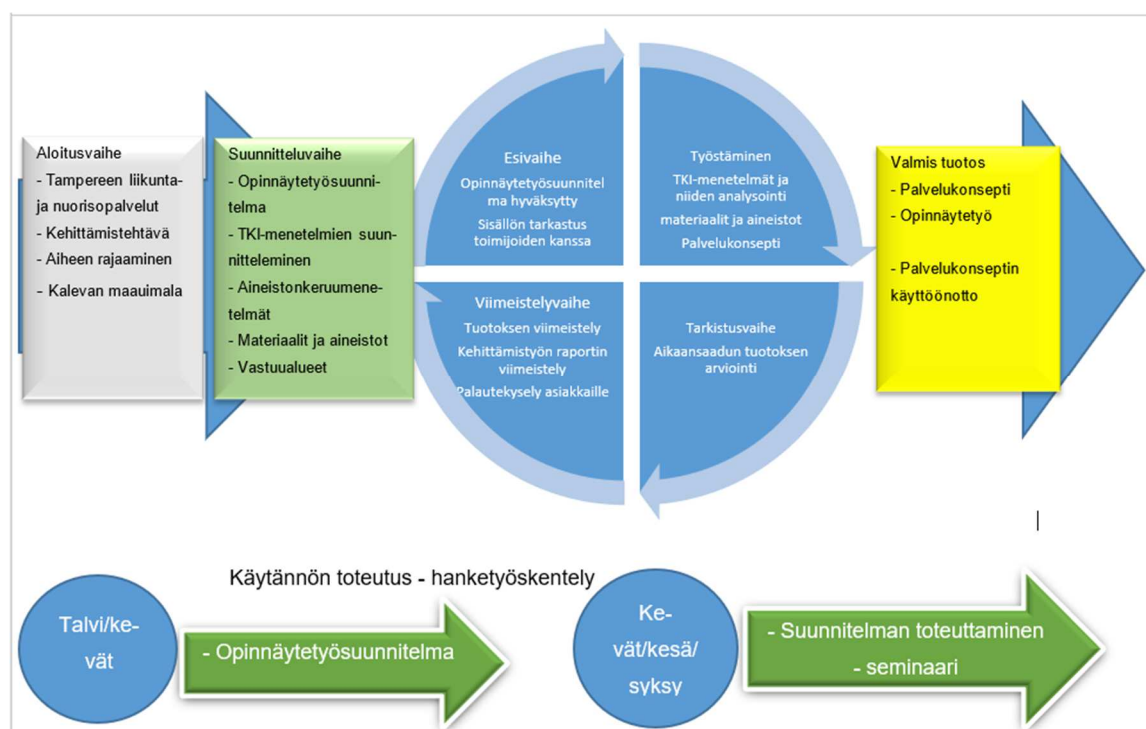 Aloitusvaihe
- Tampereen liikunta-
ja nuorisopalvelut
- Kehittämistehtävä
- Aiheen rajaaminen
- Kalevan maauimala
Suunnitteluvaihe
- Opinnäytetyösuunni-
telma
- TKI-menetelmien suun-
nitteleminen
- Aineistonkeruumene-
telmät
- Materiaalit ja aineistot
- Vastuualueet
Esivaihe
Opinnäytetyösuunnitel
ma hyväksytty
Sisällön tarkastus
toimijoiden kanssa
Työstäminen
TKI-menetelmät ja
niiden analysointi
materiaalit ja aineistot
Palvelukonsepti
Viimeistelyvaihe
Tuotoksen viimeistely
Kehittämistyön raportin
viimeistely
Palautekysely asiakkaille
Tarkistusvaihe
Aikaansaadun tuotoksen
arviointi
Valmis tuotos
- Palvelukonsepti
- Opinnäytetyö
- Palvelukonseptin
käyttöönotto
Käytännön toteutus - hanketyöskentely
Talvi/ke-
vät
- Opinnäytetyösuunnitelma
Ke-
vät/kesä/
syksy
- Suunnitelman toteuttaminen
- seminaari